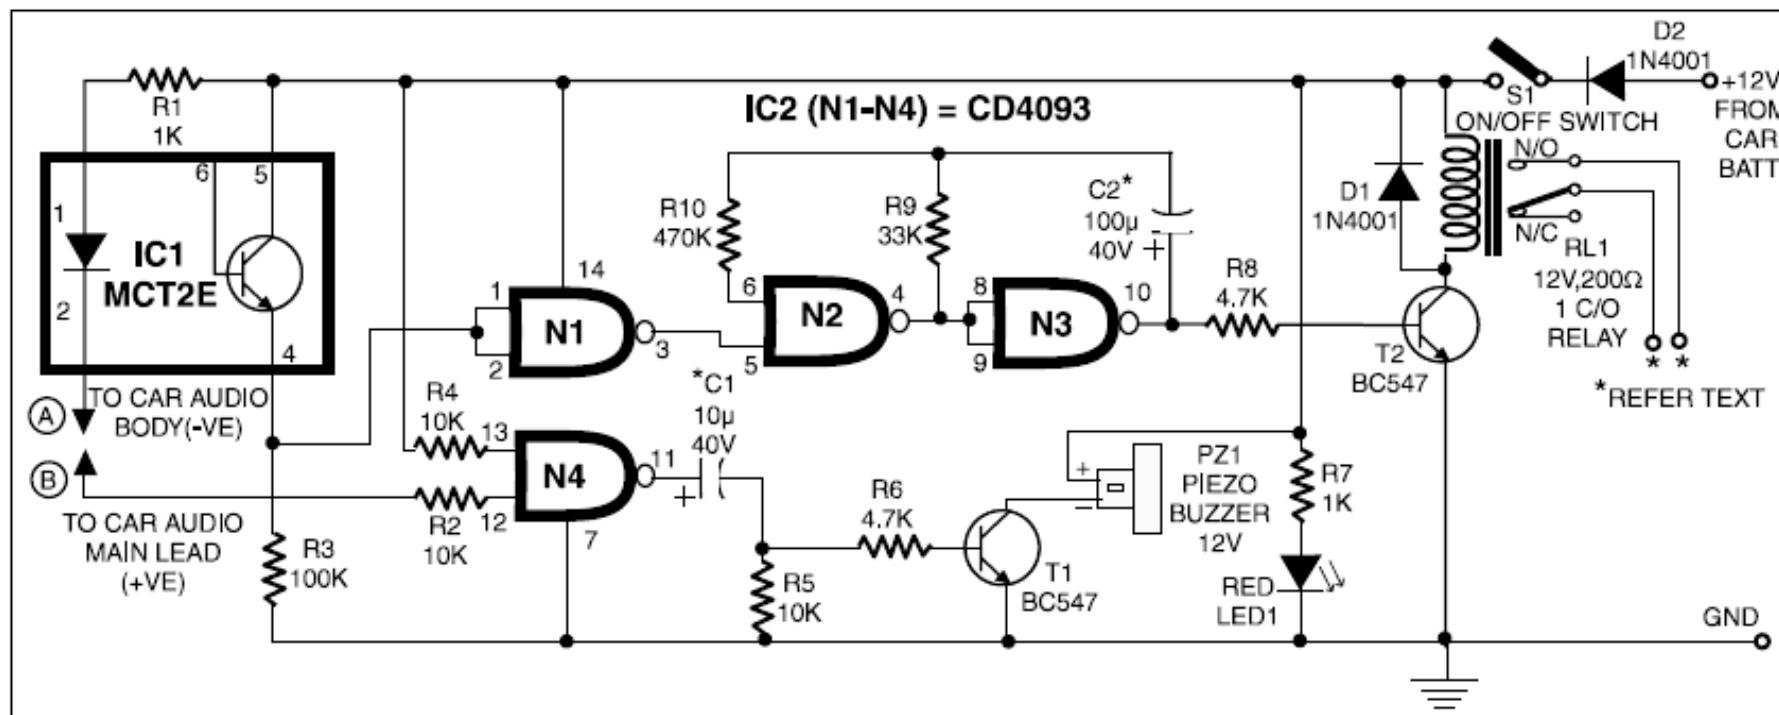 R1
1K
IC1
MCT2E
1
2
6
5
4
A
TO CAR AUDIO
BODY(-VE)
B
TO CAR AUDIO
MAIN LEAD
(+VE)
R3
100K
R4
10K
R2
10K
IC2 (N1-N4) = CD4093
14
1
2
N1
3
13
12
N4
11
7
*C1
10µ
40V
+
R5
10K
R10
470K
6
5
N2
4
R9
33K
8
9
N3
10
C2*
100µ
40V
+
R8
4.7K
R6
4.7K
T1
BC547
+
–
PZ1
PIEZO
BUZZER
12V
R7
1K
RED
LED1
T2
BC547
D1
1N4001
D2
1N4001
S1
ON/OFF SWITCH
+12V
FROM
CAR
BATT
N/O
N/C
RL1
12V,200Ω
1 C/O
RELAY
* *
*REFER TEXT
GND